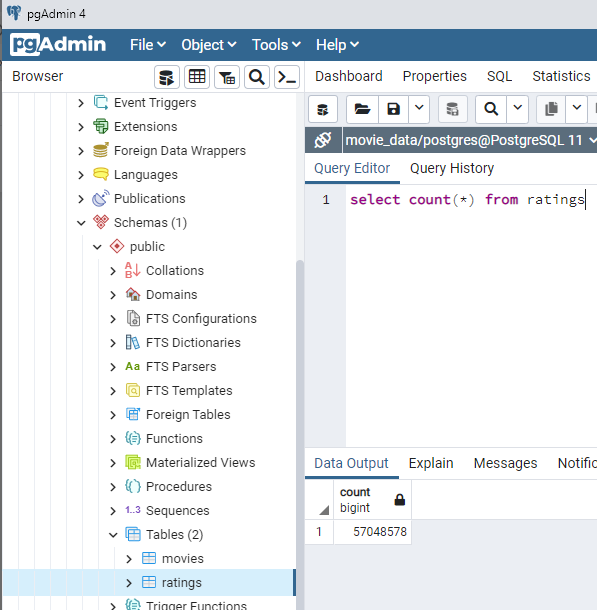 pgAdmin 4
pgAdmin File Object Tools Help
Browser
Dashboard Properties SQL Statistics
Event Triggers
Extensions
Foreign Data Wrappers
Languages
Publications
Schemas (1)
public
Collations
Domains
FTS Configurations
FTS Dictionaries
Aa FTS Parsers
FTS Templates
Foreign Tables
Functions
Materialized Views
Procedures
1..3 Sequences
Tables (2)
movies
ratings
Trigger Functions
movie_data/postgres@PostgreSQL 11
Query Editor Query History
1 select count(*) from ratings
Data Output Explain Messages Notific
count
bigint
1 57048578